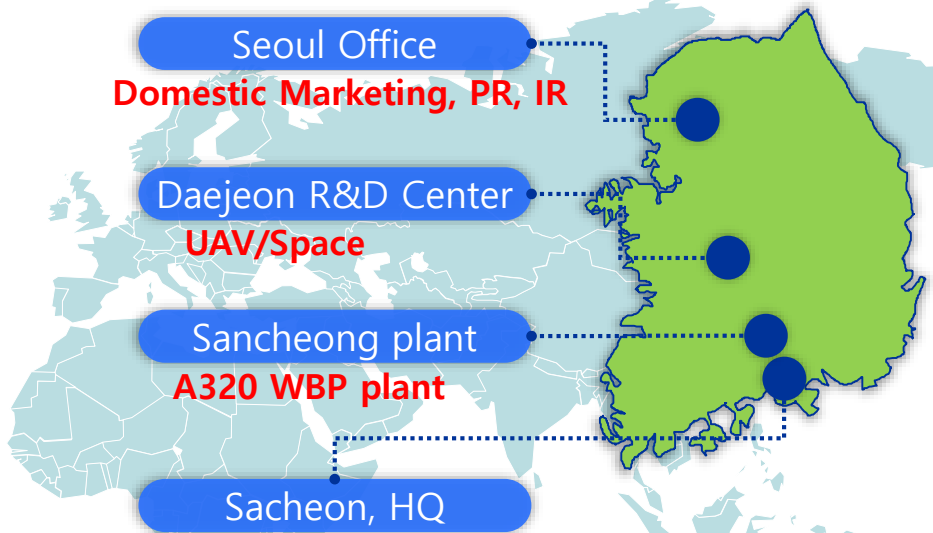 Seoul Office
Domestic Marketing, PR, IR
Daejeon R&D Center
UAV/Space
Sancheong plant
A320 WBP plant
Sacheon, HQ